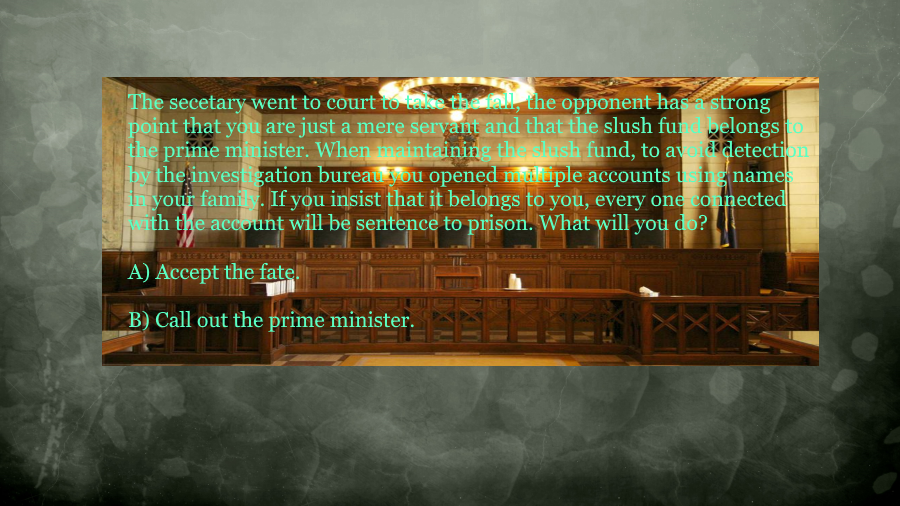 The secetary went to court to take the fall, the opponent has a strong
point that you are just a mere servant and that the slush fund belongs to
the prime minister. When maintaining the slush fund, to avoid detection
by the investigation bureau you opened multiple accounts using names
in your family. If you insist that it belongs to you, every one connected
with the account will be sentence to prison. What will you do?
A) Accept the fate.
B) Call out the prime minister.